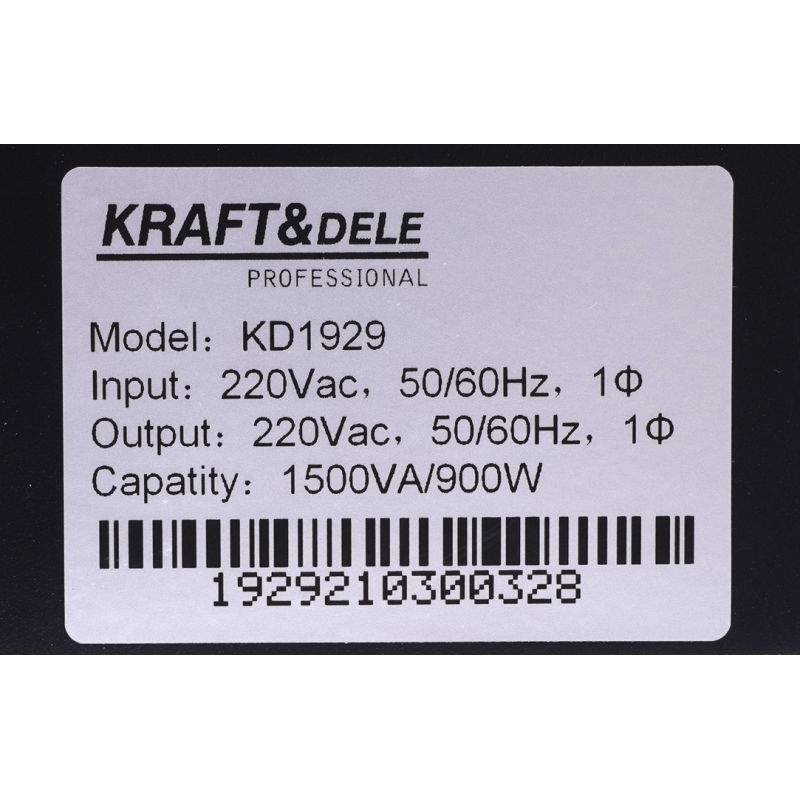 KRAFT&DELE
PROFESSIONAL
Model: KD1929
Input: 220Vac, 50/60Hz, 1Φ
Output: 220Vac, 50/60Hz, 1Φ
Capatity: 1500VA/900W
1929210300328